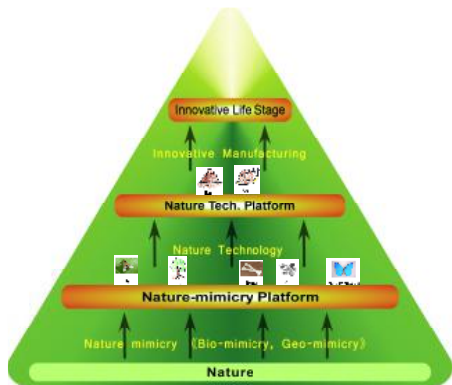 Innovative Life Stage
Innovative Manufacturing
Nature Tech. Platform
Nature Technology
Nature-mimicry Platform
Nature mimicry 《Bio-mimicry, Geo-mimicry》
Nature